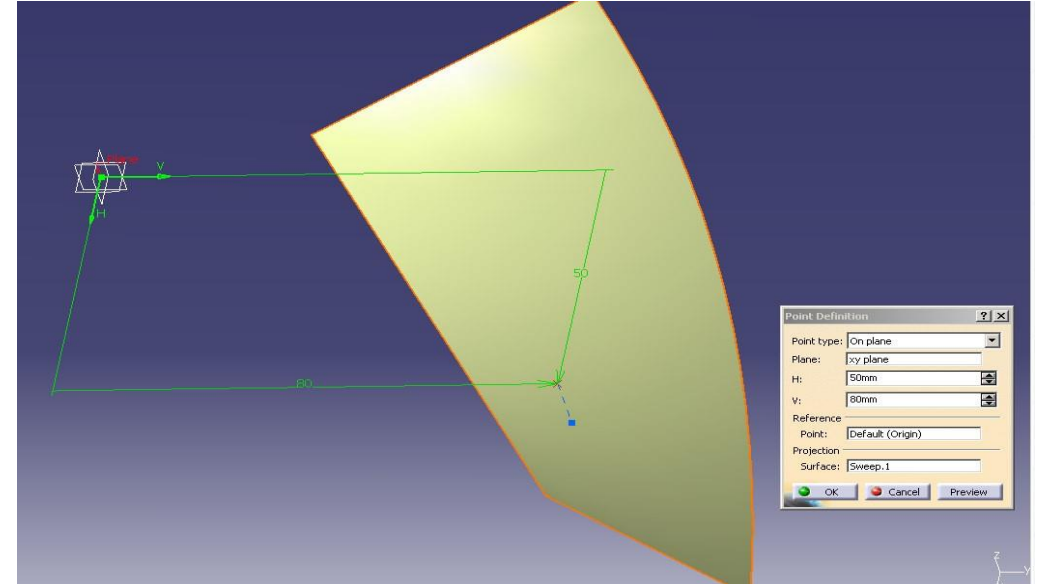 Plane
V
H
50
80
Point Definition
Point type: On plane
Plane: xy plane
H: 50mm
V: 80mm
Reference
Point: Default (Origin)
Projection
Surface: Sweep.1
OK Cancel Preview
Z
Y